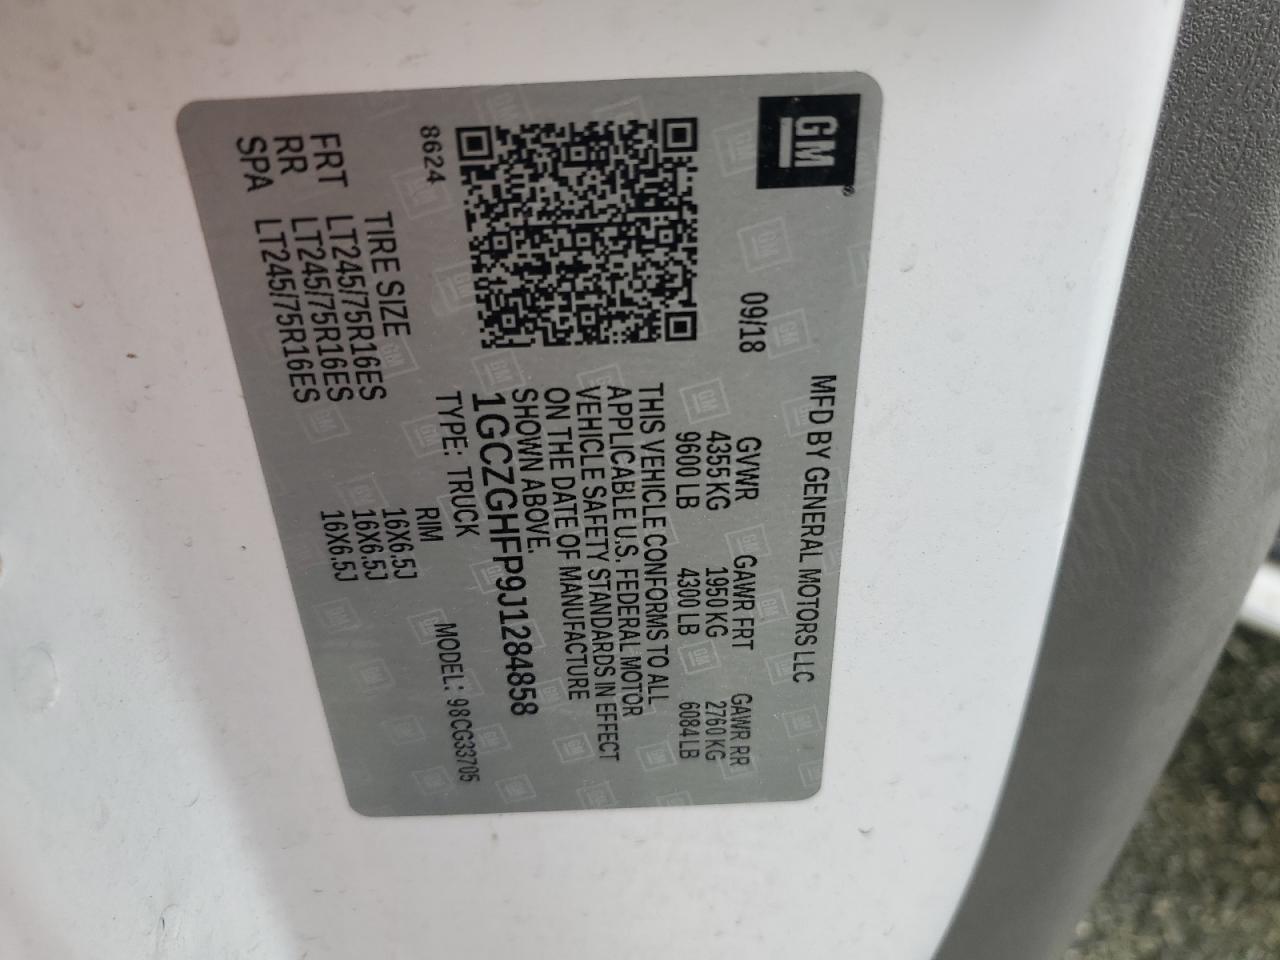 GM
MFD BY GENERAL MOTORS LLC
09/18
GVWR GAWR FRT GAWR RR
4355 KG 1950 KG 2760 KG
9600 LB 4300 LB 6084 LB
THIS VEHICLE CONFORMS TO ALL
APPLICABLE U.S. FEDERAL MOTOR
VEHICLE SAFETY STANDARDS IN EFFECT
ON THE DATE OF MANUFACTURE
SHOWN ABOVE.
1GCZGHFP9J1284858
8624
TYPE: TRUCK MODEL: 98CG33705
TIRE SIZE RIM
FRT LT245/75R16ES 16X6.5J
RR LT245/75R16ES 16X6.5J
SPA LT245/75R16ES 16X6.5J